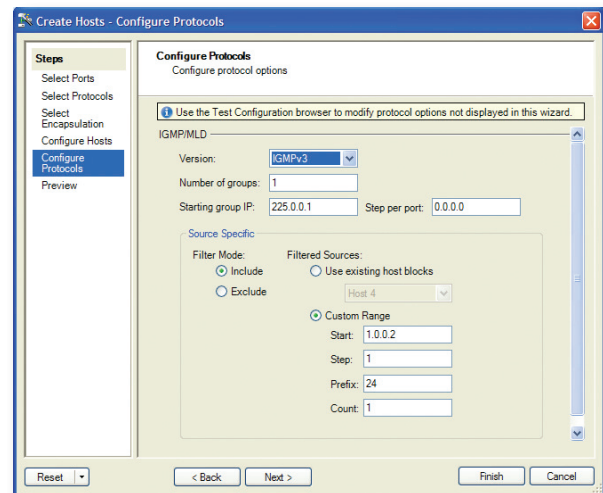 Create Hosts - Configure Protocols
Steps
Select Ports
Select Protocols
Select
Encapsulation
Configure Hosts
Configure
Protocols
Preview
Configure Protocols
Configure protocol options
Use the Test Configuration browser to modify protocol options not displayed in this wizard.
IGMP/MLD
Version: IGMPv3
Number of groups: 1
Starting group IP: 225.0.0.1 Step per port: 0.0.0.0
Source Specific
Filter Mode: Filtered Sources:
Include Use existing host blocks
Exclude Host 4
Custom Range
Start: 1.0.0.2
Step: 1
Prefix: 24
Count: 1
Reset < Back Next > Finish Cancel